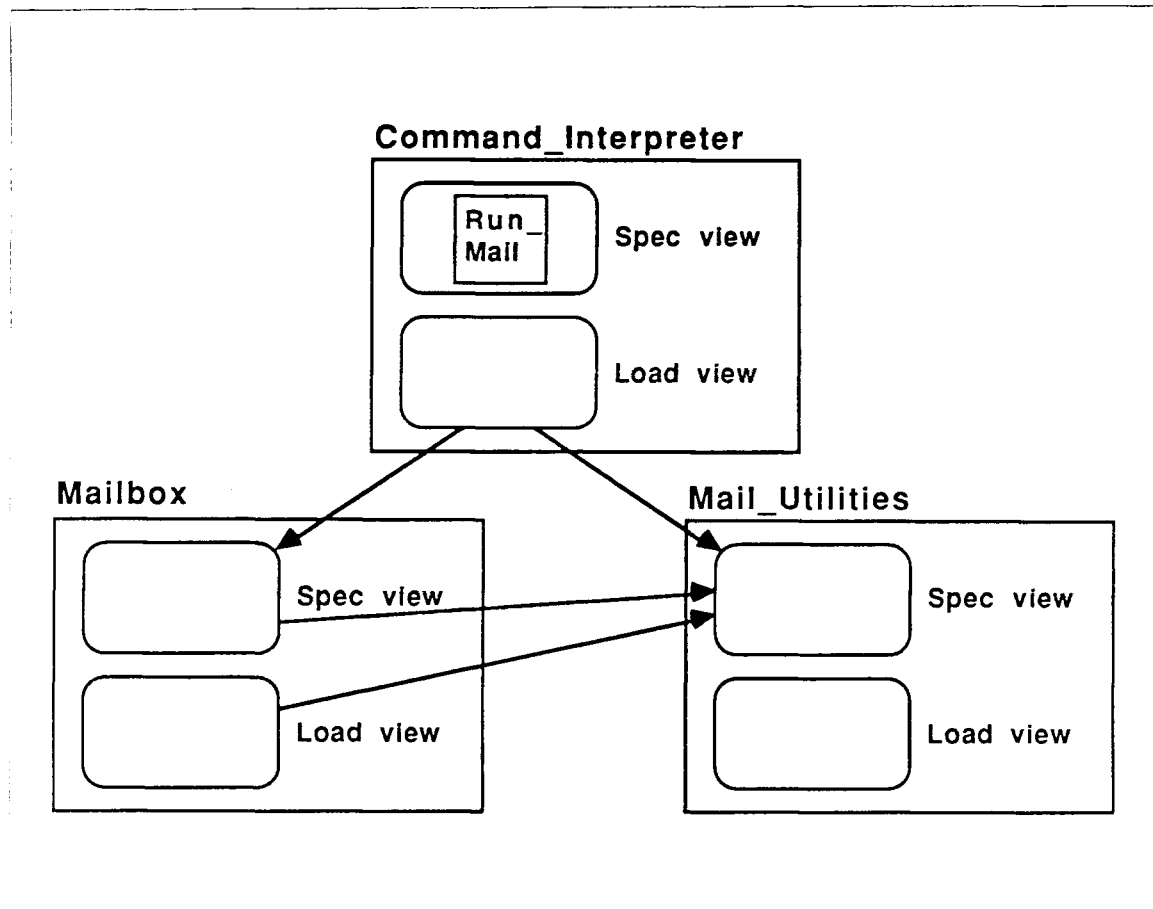 Command_Interpreter
Run_
Mail
Spec view
Load view
Mailbox
Mail_Utilities
Spec view
Spec view
Load view
Load view